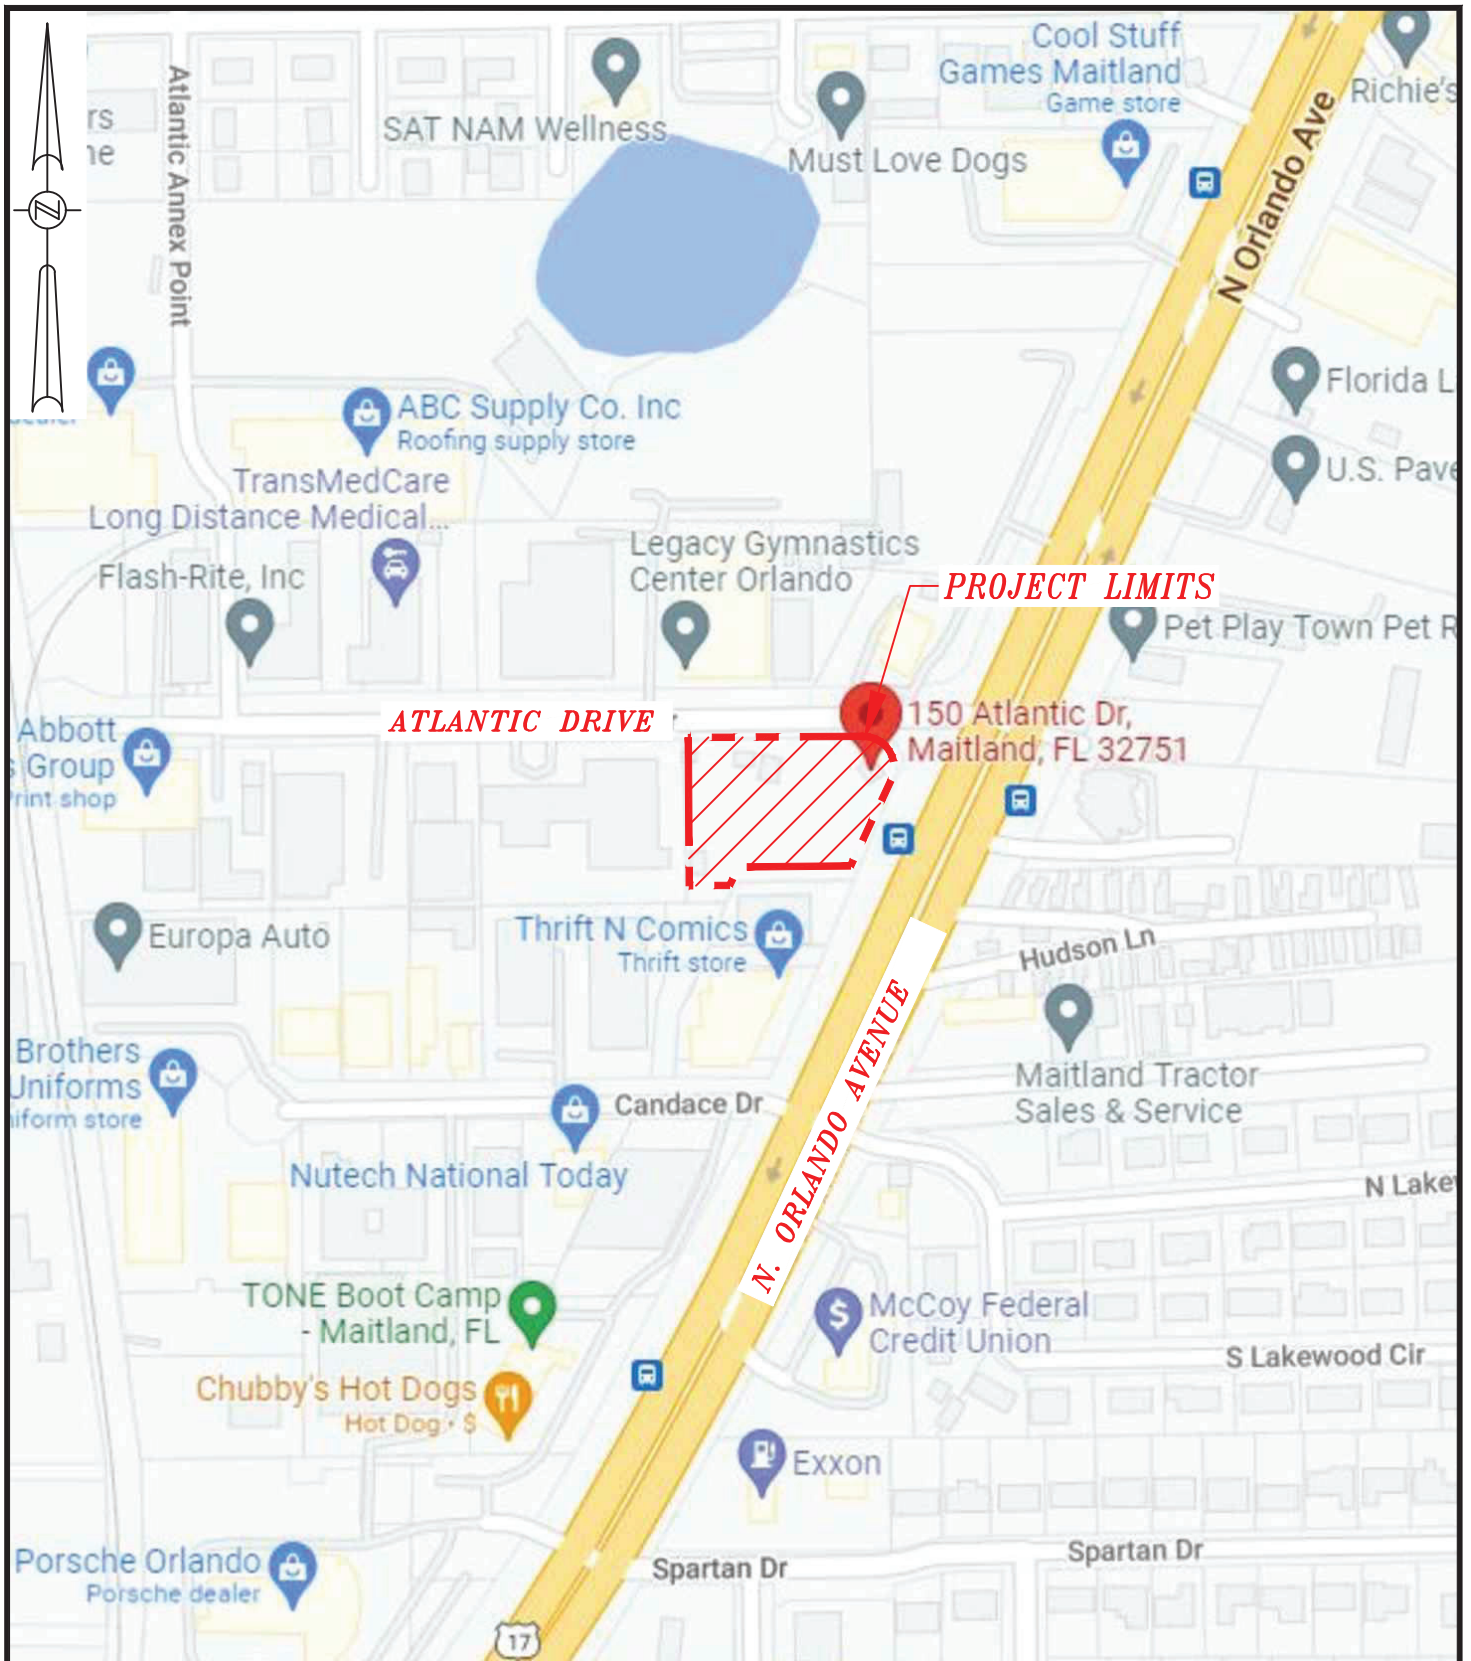 Cool Stuff
Games Maitland
Game store
Richie's
SAT NAM Wellness
Must Love Dogs
rs
ne
Atlantic Annex Point
N Orlando Ave
N
Florida L
ABC Supply Co. Inc
Roofing supply store
U.S. Pave
TransMedCare
Long Distance Medical...
Legacy Gymnastics
Center Orlando
Flash-Rite, Inc
PROJECT LIMITS
Pet Play Town Pet R
ATLANTIC DRIVE
150 Atlantic Dr,
Maitland, FL 32751
Abbott
s Group
Print shop
Europa Auto
Thrift N Comics
Thrift store
Hudson Ln
N. ORLANDO AVENUE
Brothers
Uniforms
niform store
Maitland Tractor
Sales & Service
Candace Dr
Nutech National Today
N Lakew
TONE Boot Camp
- Maitland, FL
McCoy Federal
Credit Union
S Lakewood Cir
Chubby's Hot Dogs
Hot Dog · $
Exxon
Porsche Orlando
Porsche dealer
Spartan Dr
Spartan Dr
17